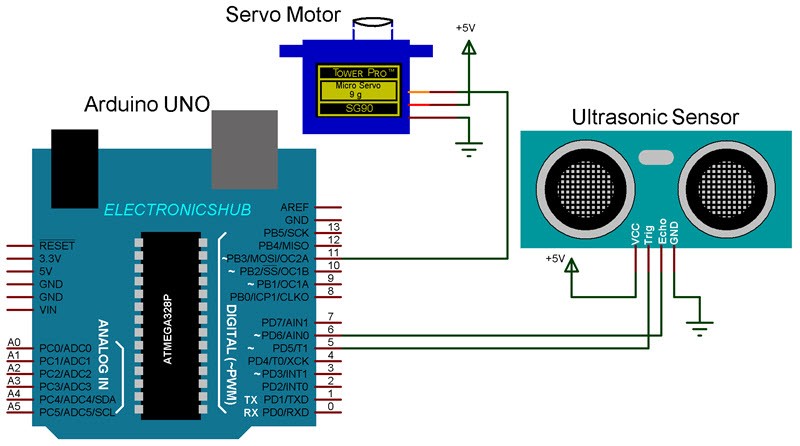 Servo Motor
+5V
TOWER PRO™
Micro Servo
9 g
SG90
Arduino UNO
Ultrasonic Sensor
ELECTRONICSHUB
VCC
Trig
Echo
GND
+5V
RESET
3.3V
5V
GND
GND
VIN
A0 PC0/ADC0
A1 PC1/ADC1
A2 PC2/ADC2
A3 PC3/ADC3
A4 PC4/ADC4/SDA
A5 PC5/ADC5/SCL
ANALOG IN
ATMEGA328P
DIGITAL (~PWM)
AREF
GND
PB5/SCK 13
PB4/MISO 12
~PB3/MOSI/OC2A 11
~ PB2/SS/OC1B 10
~ PB1/OC1A 9
PB0/ICP1/CLKO 8
PD7/AIN1 7
~ PD6/AIN0 6
~ PD5/T1 5
PD4/T0/XCK 4
~ PD3/INT1 3
PD2/INT0 2
TX PD1/TXD 1
RX PD0/RXD 0